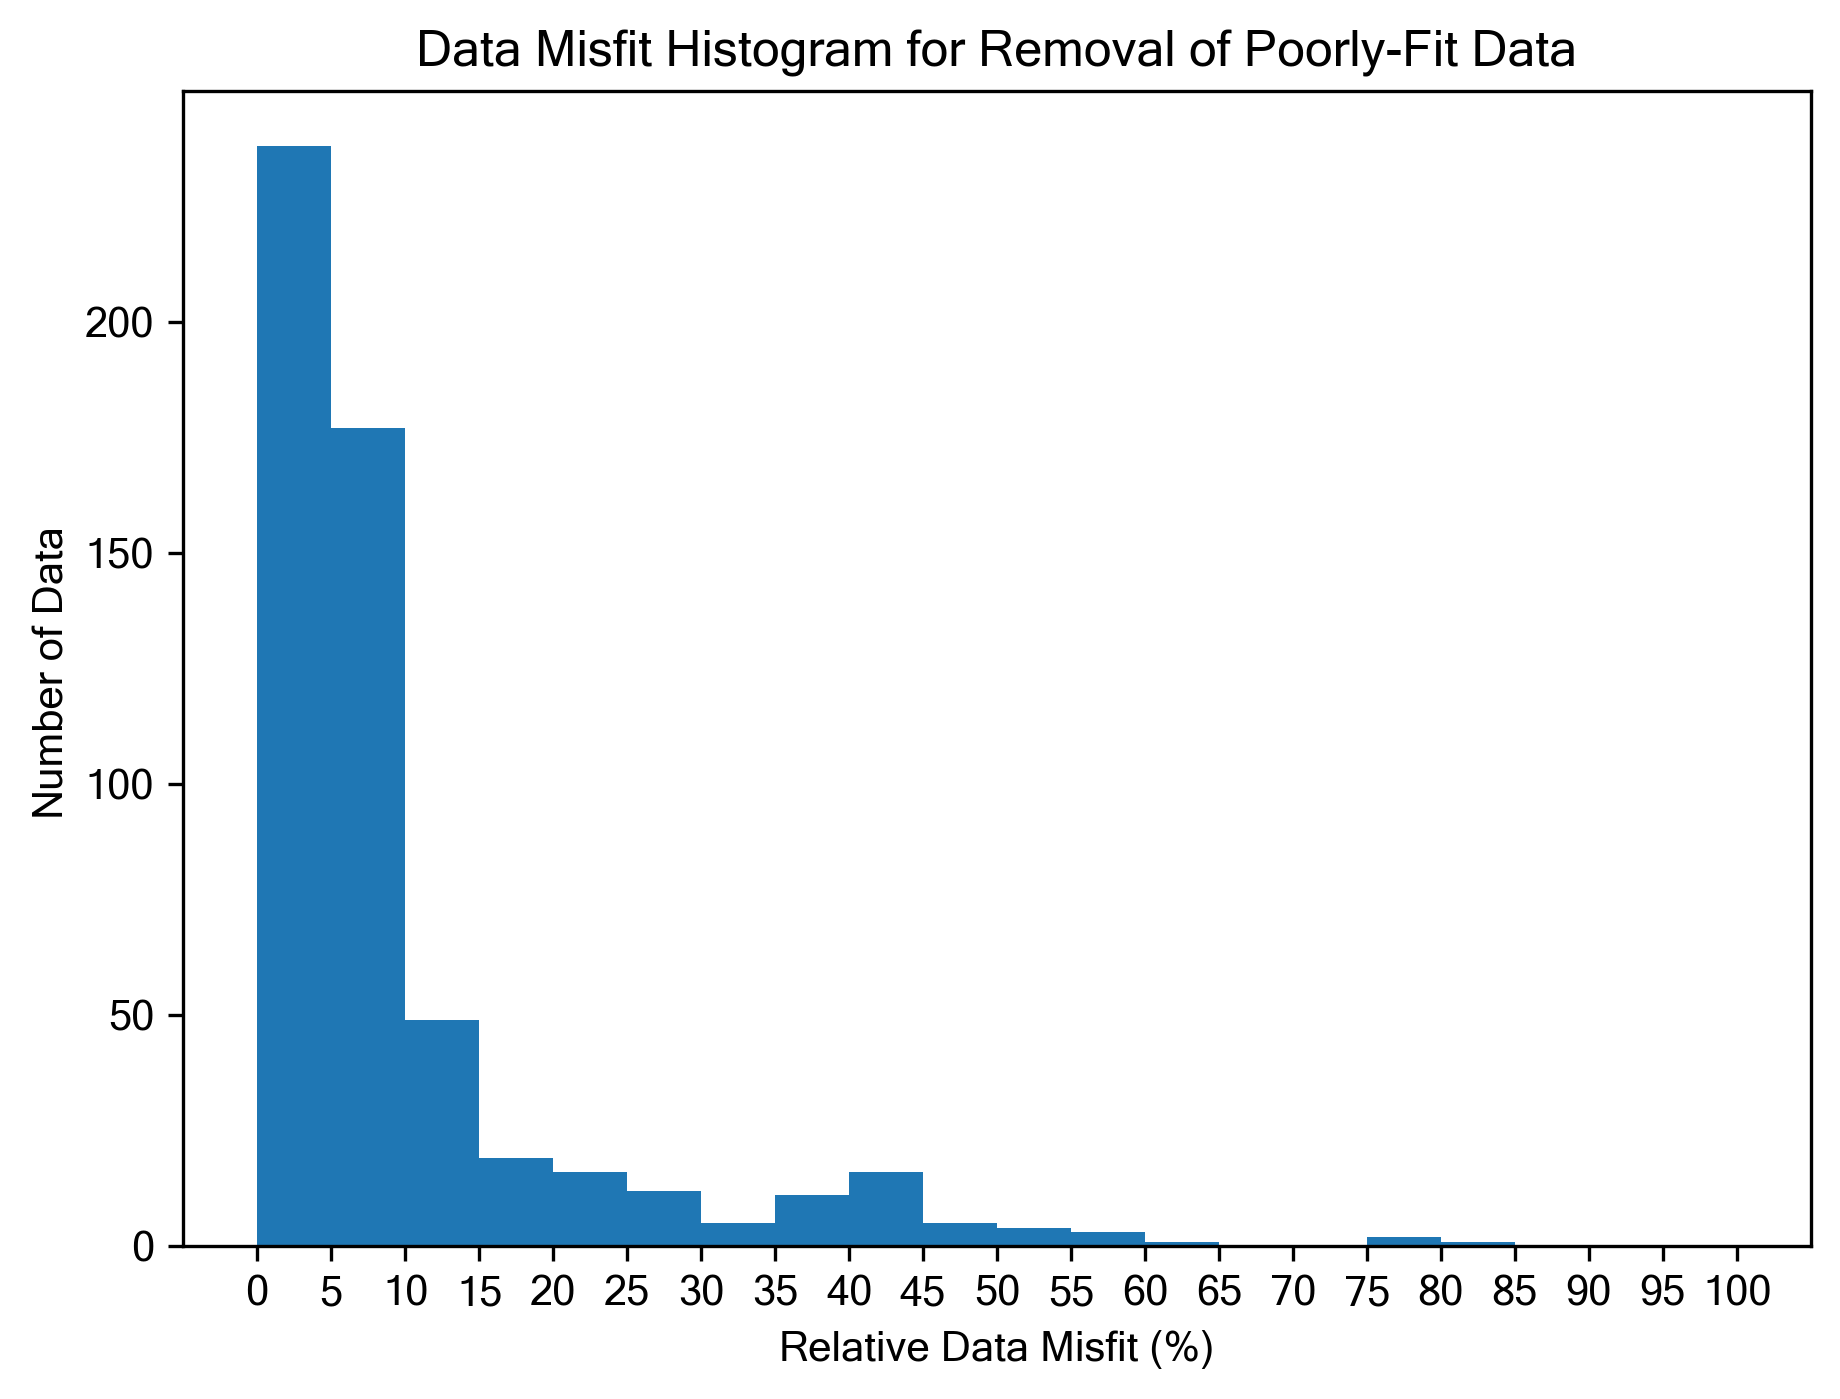 Data Misfit Histogram for Removal of Poorly-Fit Data
200
150
100
50
0
Number of Data
0 5 10 15 20 25 30 35 40 45 50 55 60 65 70 75 80 85 90 95 100
Relative Data Misfit (%)